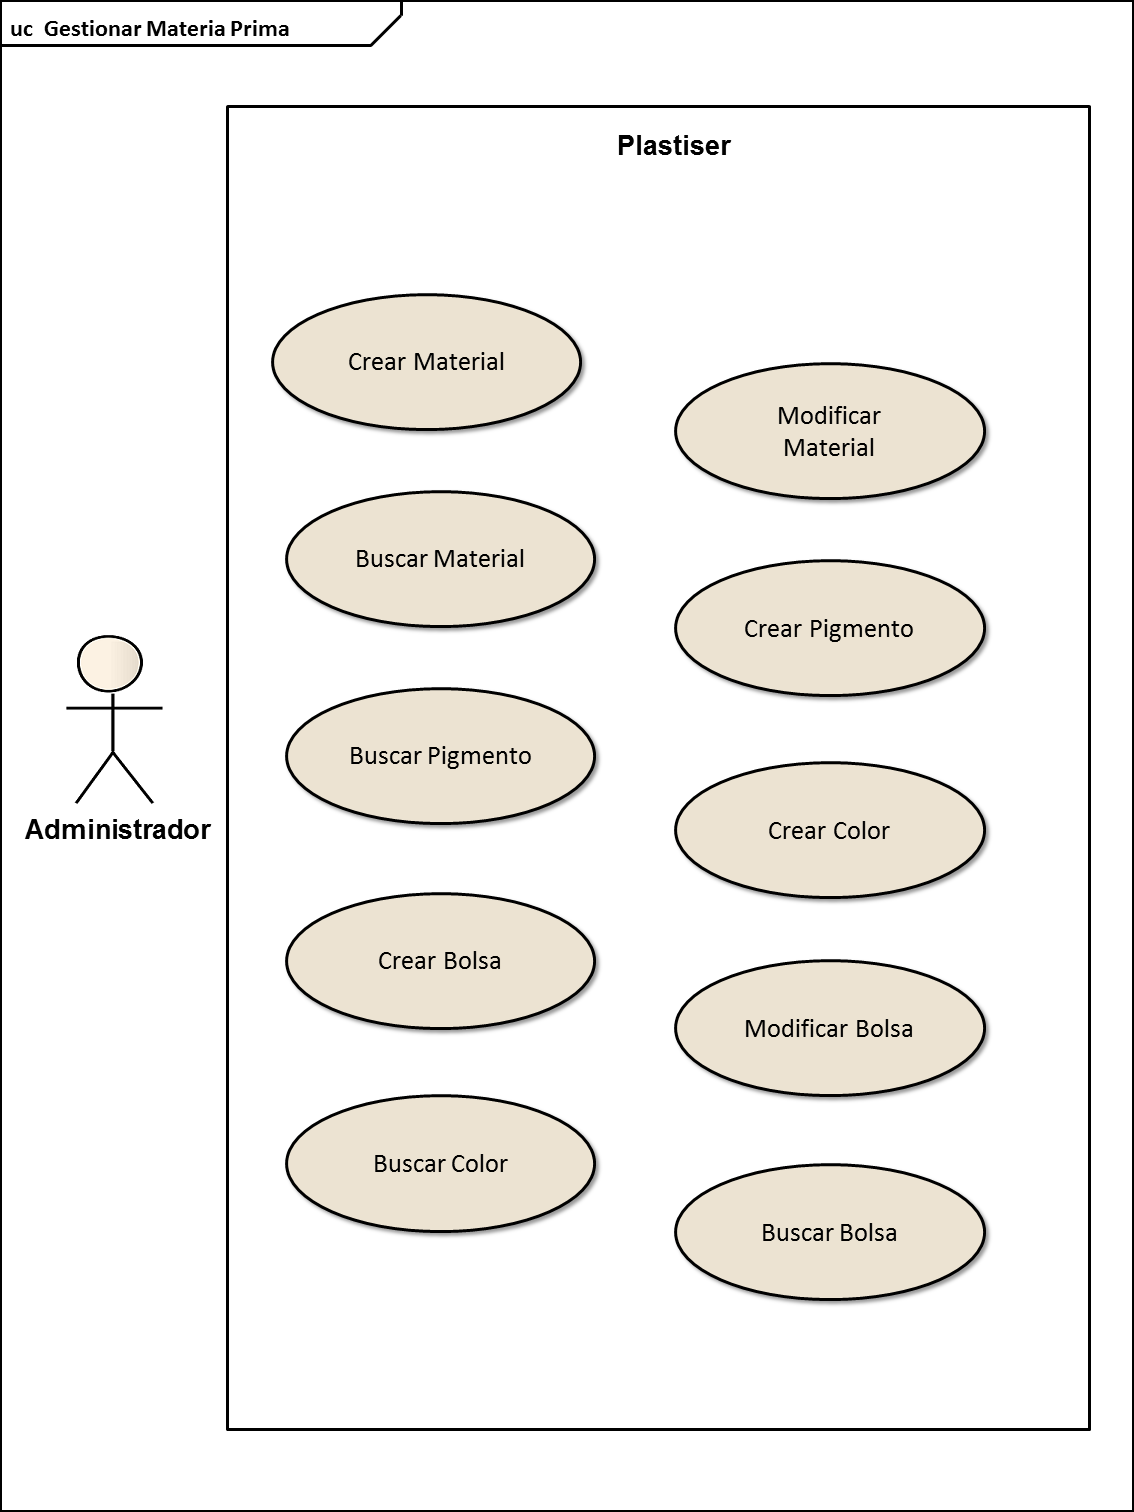 uc Gestionar Materia Prima
Plastiser
Crear Material
Modificar
Material
Buscar Material
Crear Pigmento
Buscar Pigmento
Administrador
Crear Color
Crear Bolsa
Modificar Bolsa
Buscar Color
Buscar Bolsa